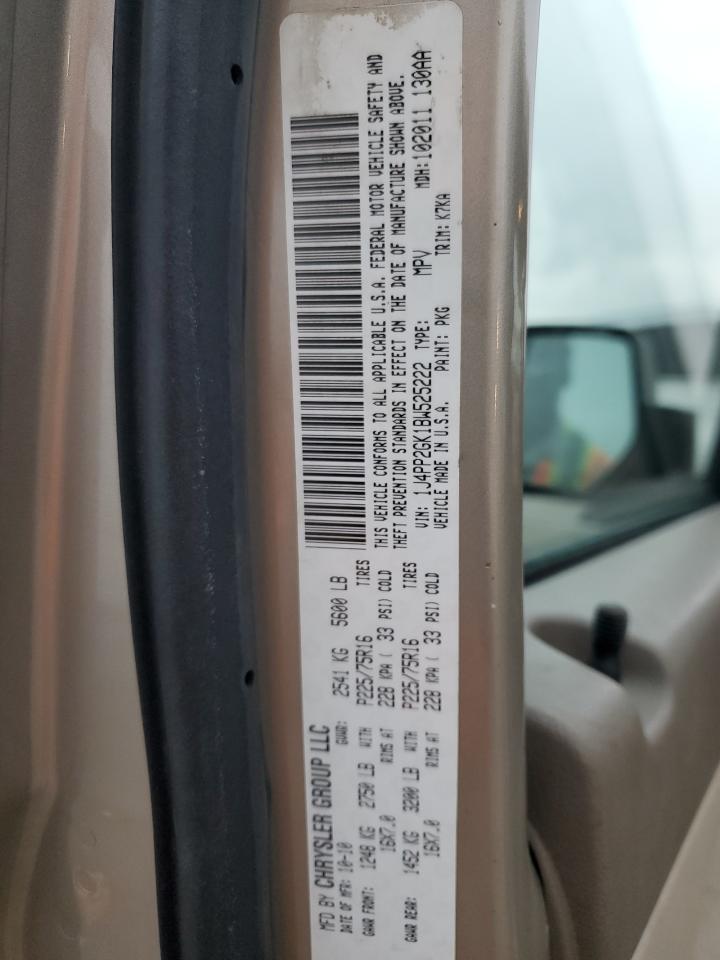 MFD BY CHRYSLER GROUP LLC
DATE OF MFR: 10-10 GVWR: 2541 KG 5600 LB
GAWR FRONT: 1248 KG 2750 LB WITH P225/75R16 TIRES
16X7.0 RIMS AT 228 KPA ( 33 PSI) COLD
GAWR REAR: 1452 KG 3200 LB WITH P225/75R16 TIRES
16X7.0 RIMS AT 228 KPA ( 33 PSI) COLD
THIS VEHICLE CONFORMS TO ALL APPLICABLE U.S.A. FEDERAL MOTOR VEHICLE SAFETY AND
THEFT PREVENTION STANDARDS IN EFFECT ON THE DATE OF MANUFACTURE SHOWN ABOVE.
VIN: 1J4PP2GK1BW525222 TYPE: MPV MDH: 102011 130AA
VEHICLE MADE IN U.S.A. PAINT: PKG TRIM: K7KA